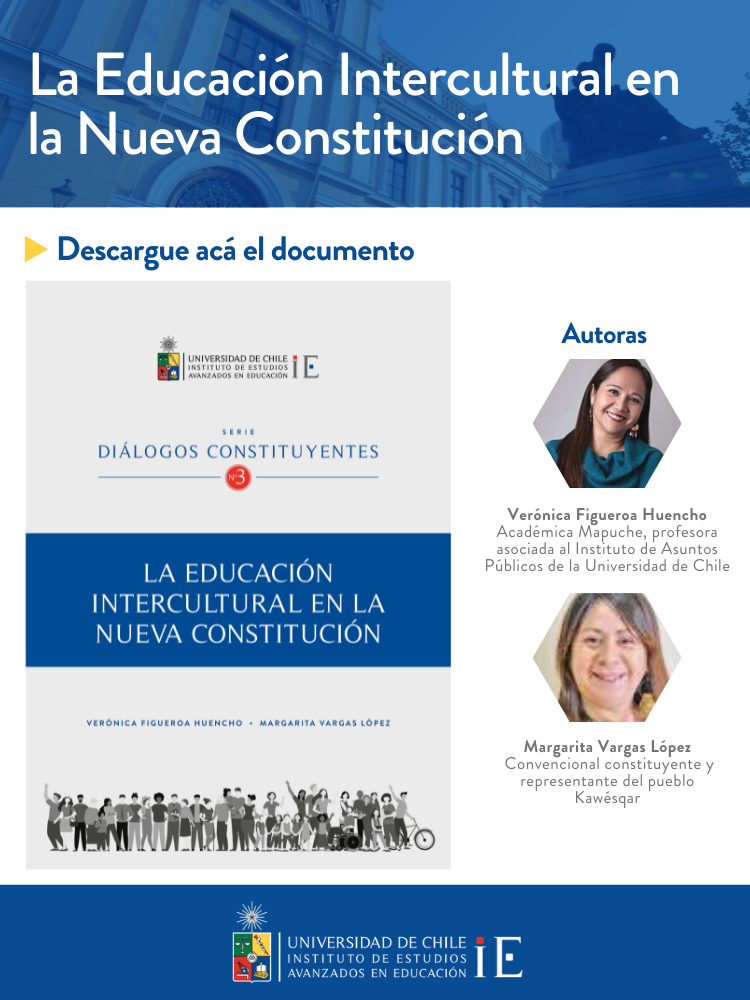 La Educación Intercultural en
la Nueva Constitución
Descargue acá el documento
UNIVERSIDAD DE CHILE
INSTITUTO DE ESTUDIOS
AVANZADOS EN EDUCACIÓN
iE
SERIE
DIÁLOGOS CONSTITUYENTES
Nº3
LA EDUCACIÓN
INTERCULTURAL EN LA
NUEVA CONSTITUCIÓN
VERÓNICA FIGUEROA HUENCHO • MARGARITA VARGAS LÓPEZ
Autoras
Verónica Figueroa Huencho
Académica Mapuche, profesora
asociada al Instituto de Asuntos
Públicos de la Universidad de Chile
Margarita Vargas López
Convencional constituyente y
representante del pueblo
Kawésqar
UNIVERSIDAD DE CHILE
INSTITUTO DE ESTUDIOS
AVANZADOS EN EDUCACIÓN
iE